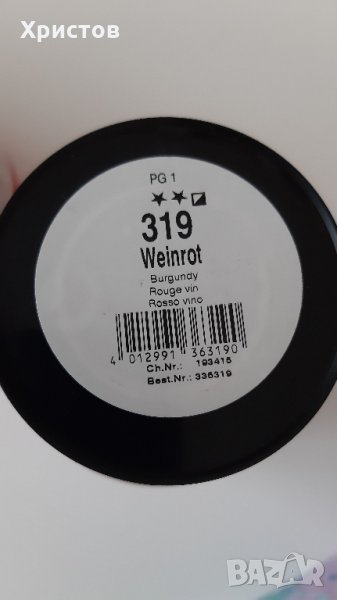 Христов
PG 1
319
Weinrot
Burgundy
Rouge vin
Rosso vino
4 012991 363190
Ch.Nr.: 193415
Best.Nr.: 336319
BAZAR